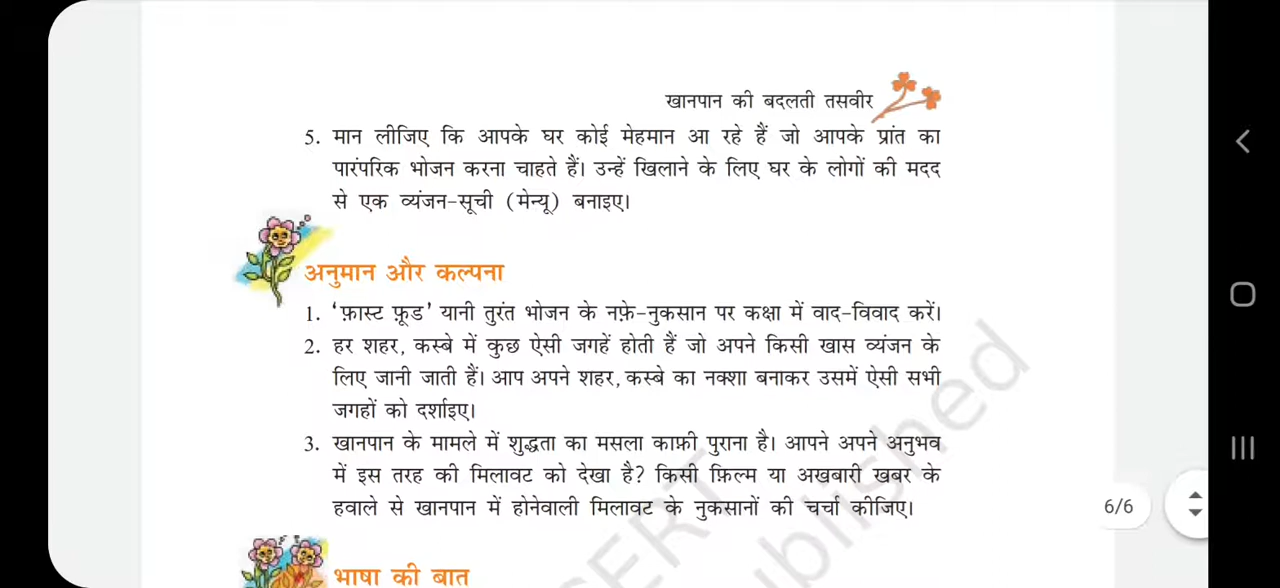 खानपान की बदलती तसवीर
5. मान लीजिए कि आपके घर कोई मेहमान आ रहे हैं जो आपके प्रांत का
पारंपरिक भोजन करना चाहते हैं। उन्हें खिलाने के लिए घर के लोगों की मदद
से एक व्यंजन-सूची (मेन्यू) बनाइए।
अनुमान और कल्पना
1. 'फ़ास्ट फ़ूड' यानी तुरंत भोजन के नफ़े-नुकसान पर कक्षा में वाद-विवाद करें।
2. हर शहर, कस्बे में कुछ ऐसी जगहें होती हैं जो अपने किसी खास व्यंजन के
लिए जानी जाती हैं। आप अपने शहर, कस्बे का नक्शा बनाकर उसमें ऐसी सभी
जगहों को दर्शाइए।
3. खानपान के मामले में शुद्धता का मसला काफ़ी पुराना है। आपने अपने अनुभव
में इस तरह की मिलावट को देखा है? किसी फ़िल्म या अखबारी खबर के
हवाले से खानपान में होनेवाली मिलावट के नुकसानों की चर्चा कीजिए।
6/6
भाषा की बात